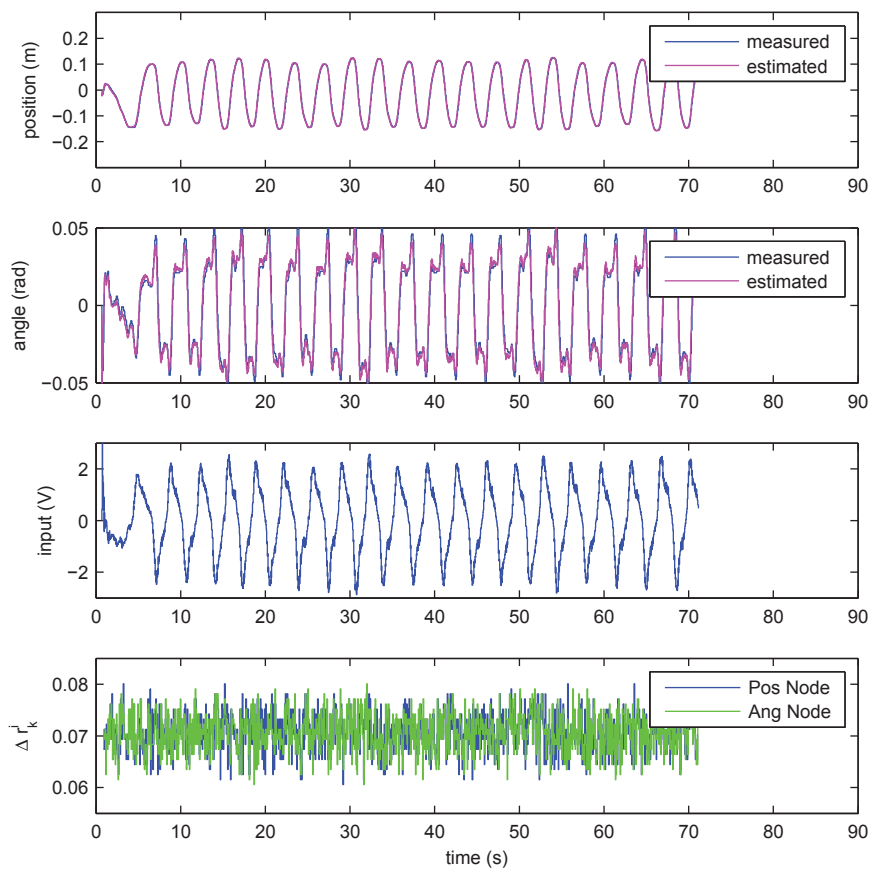 0.2
0.1
0
−0.1
−0.2
position (m)
measured
estimated
0 10 20 30 40 50 60 70 80 90
0.05
0
−0.05
angle (rad)
measured
estimated
0 10 20 30 40 50 60 70 80 90
2
0
−2
input (V)
0 10 20 30 40 50 60 70 80 90
0.08
0.07
0.06
Δ r_k^i
Pos Node
Ang Node
0 10 20 30 40 50 60 70 80 90
time (s)